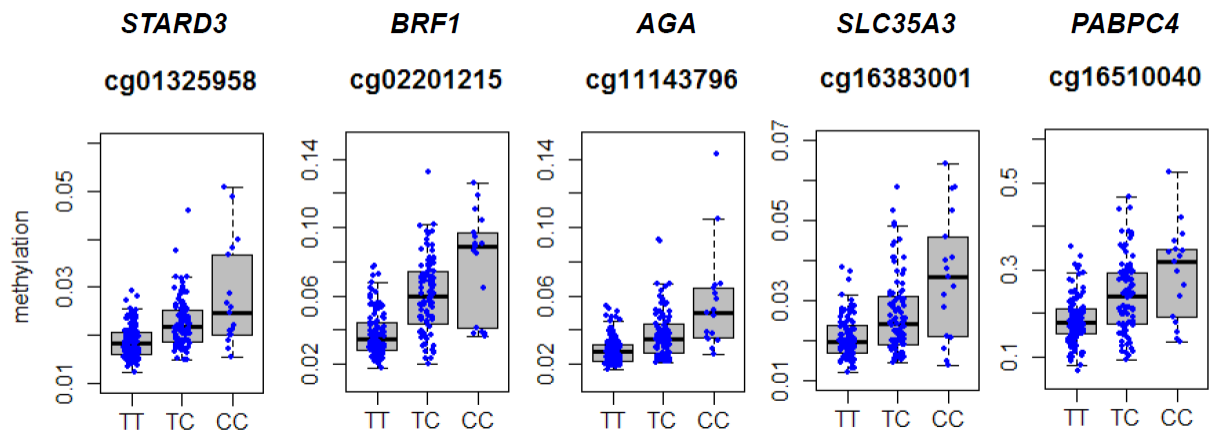 STARD3 BRF1 AGA SLC35A3 PABPC4
cg01325958 cg02201215 cg11143796 cg16383001 cg16510040
methylation
0.01 0.03 0.05
TT TC CC
0.02 0.06 0.10 0.14
TT TC CC
0.02 0.06 0.10 0.14
TT TC CC
0.01 0.03 0.05 0.07
TT TC CC
0.1 0.3 0.5
TT TC CC